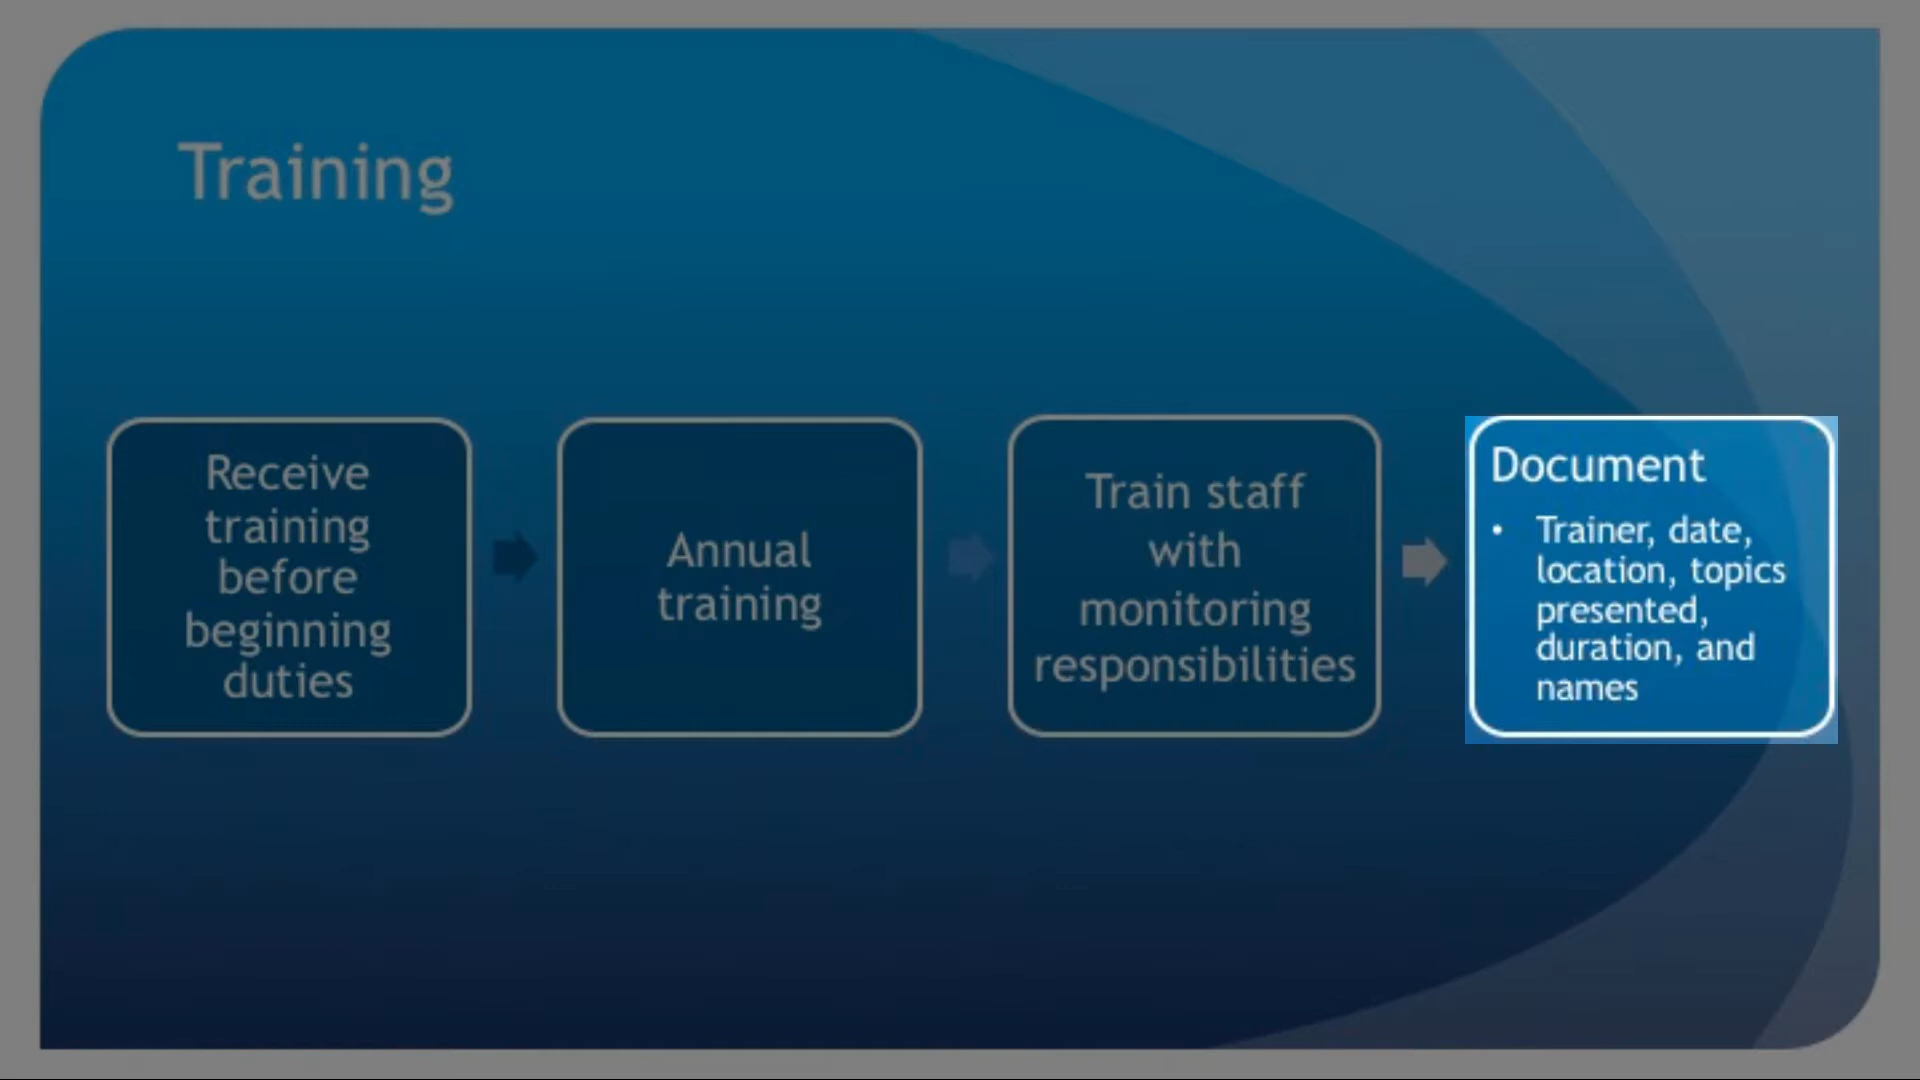 Training
Receive
training
before
beginning
duties
Annual
training
Train staff
with
monitoring
responsibilities
Document
• Trainer, date,
location, topics
presented,
duration, and
names